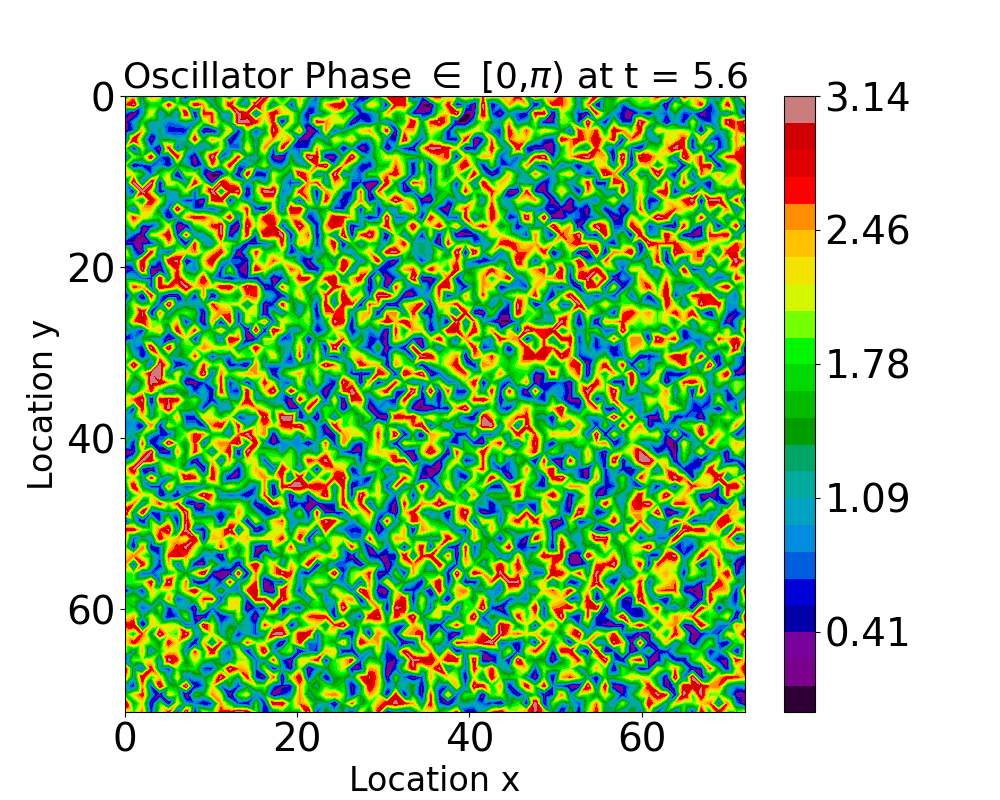 Oscillator Phase ∈ [0,π) at t = 5.6
0
20
40
60
Location y
0 20 40 60
Location x
3.14
2.46
1.78
1.09
0.41